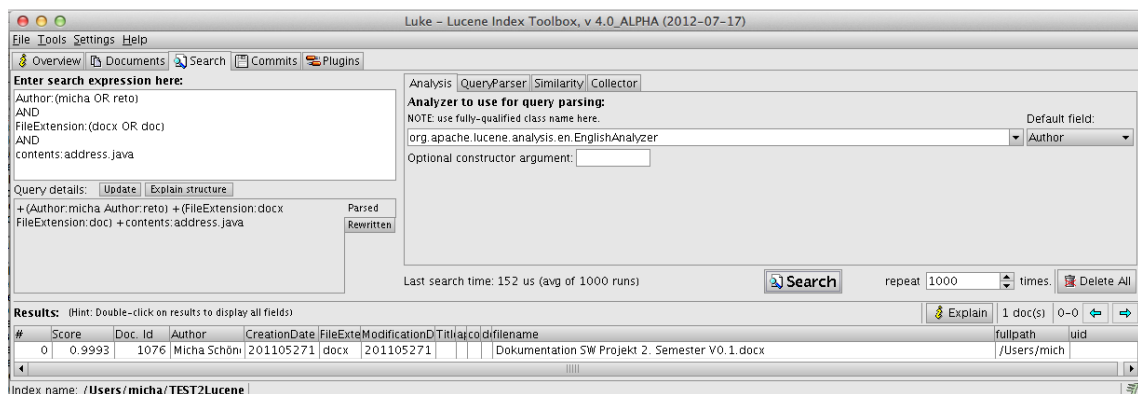 Luke – Lucene Index Toolbox, v 4.0_ALPHA (2012-07-17)
File Tools Settings Help
Overview Documents Search Commits Plugins
Enter search expression here:
Author:(micha OR reto)
AND
FileExtension:(docx OR doc)
AND
contents:address.java
Analysis QueryParser Similarity Collector
Analyzer to use for query parsing:
NOTE: use fully-qualified class name here. Default field:
org.apache.lucene.analysis.en.EnglishAnalyzer Author
Optional constructor argument:
Query details: Update Explain structure
+(Author:micha Author:reto) +(FileExtension:docx
FileExtension:doc) +contents:address.java
Parsed
Rewritten
Last search time: 152 us (avg of 1000 runs) Search repeat 1000 times. Delete All
Results: (Hint: Double-click on results to display all fields) Explain 1 doc(s) 0-0
# Score Doc. Id Author CreationDate FileExte ModificationD Title filename fullpath uid
0 0.9993 1076 Micha Schön 201105271 docx 201105271 Dokumentation SW Projekt 2. Semester V0.1.docx /Users/mich
Index name: /Users/micha/TEST2Lucene